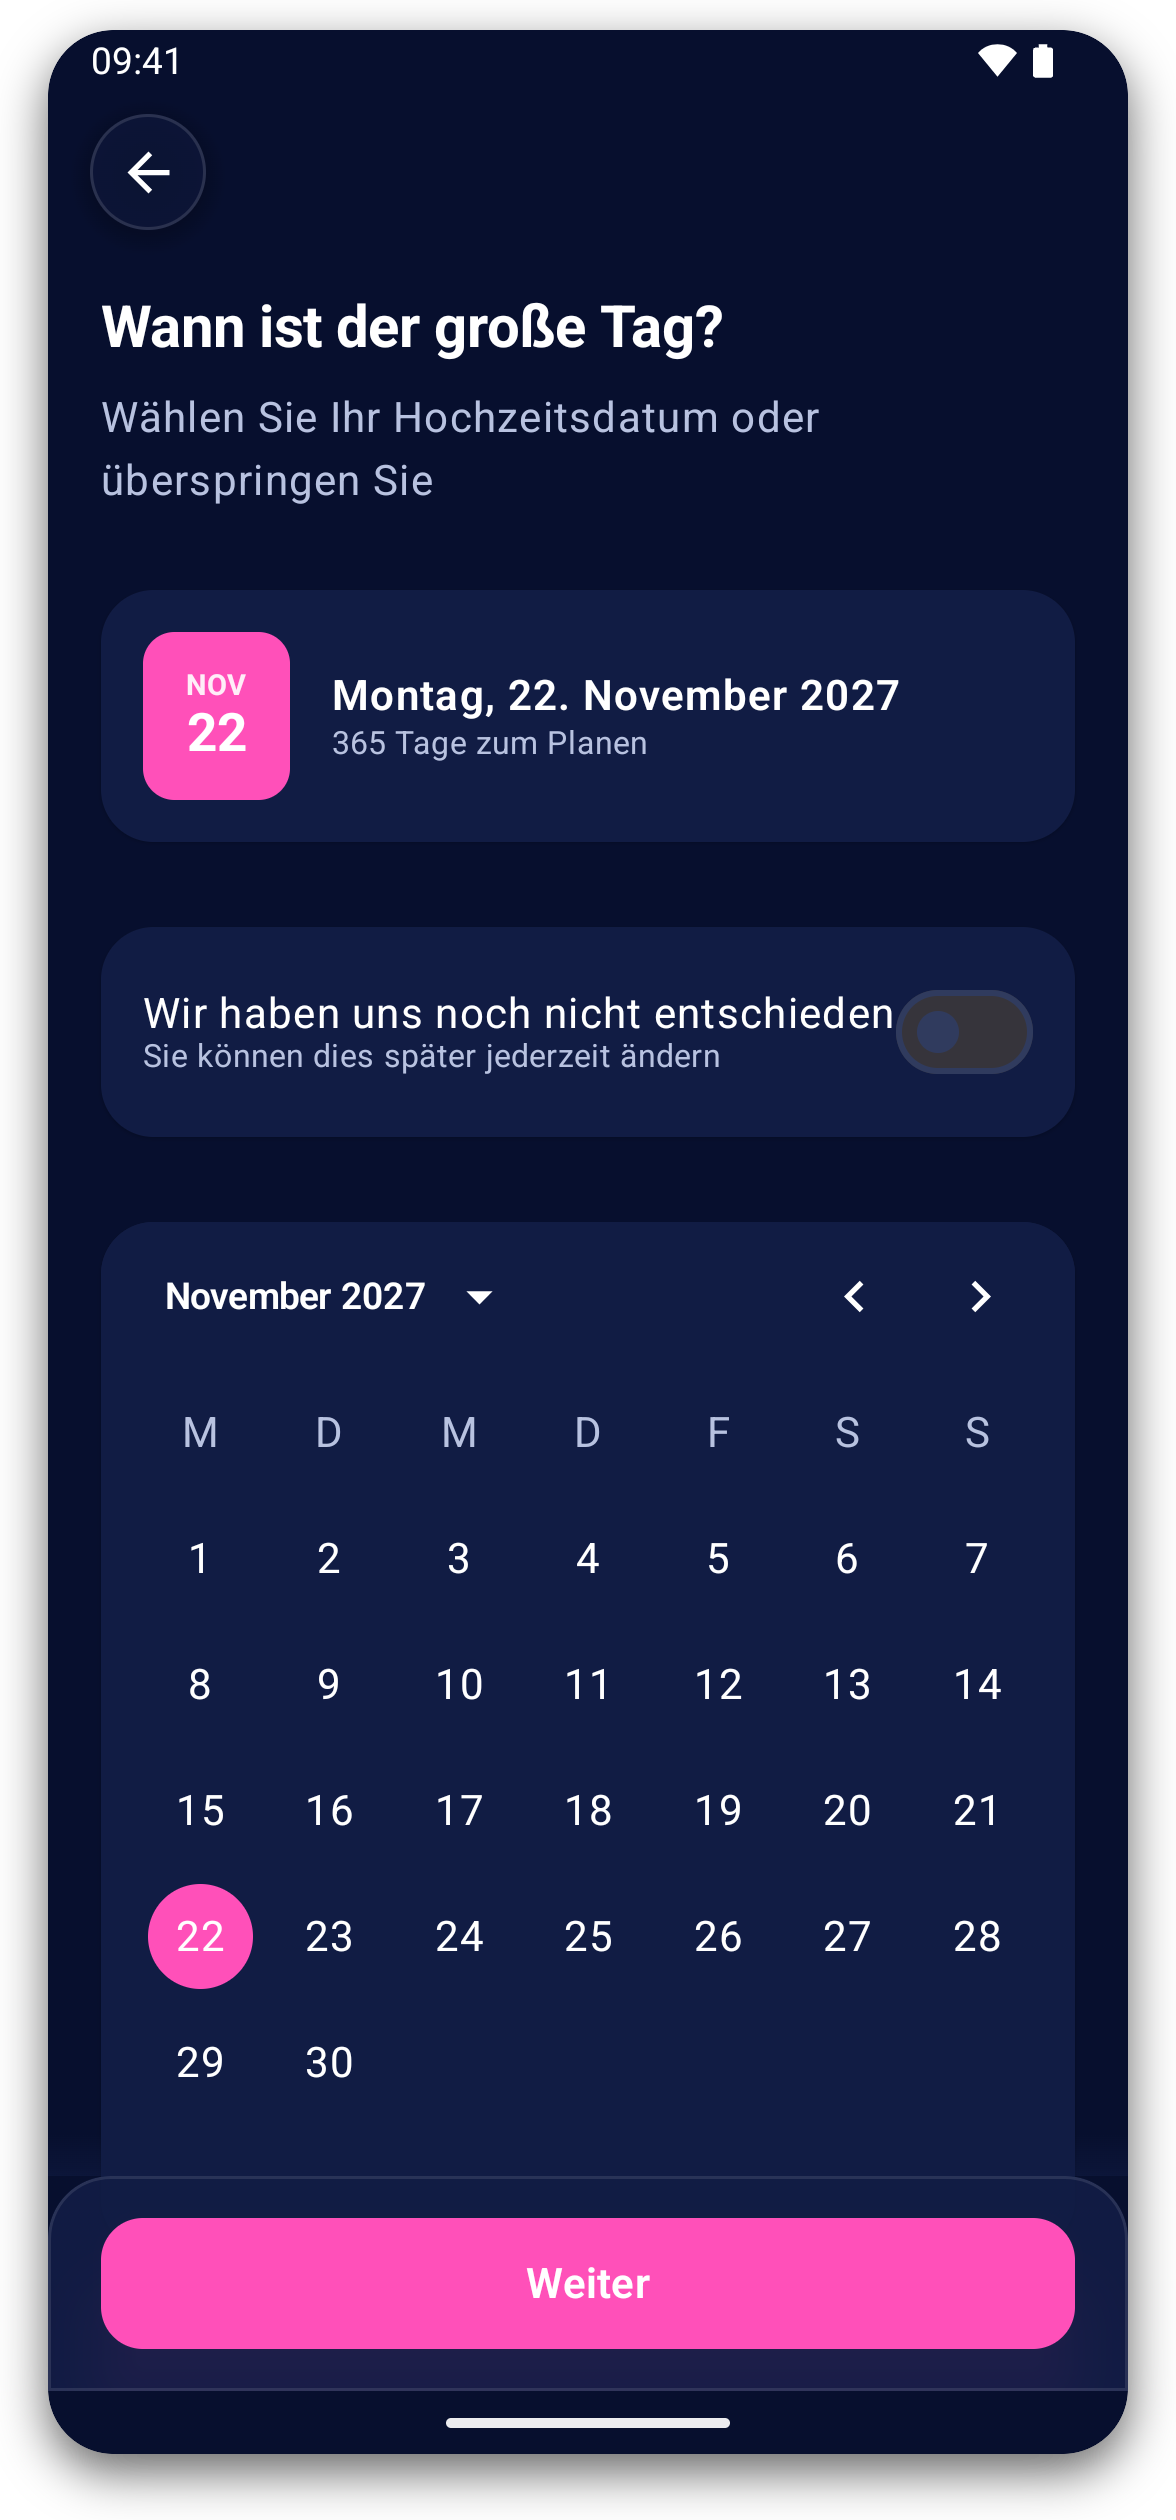 09:41
Wann ist der große Tag?
Wählen Sie Ihr Hochzeitsdatum oder
überspringen Sie
NOV
22
Montag, 22. November 2027
365 Tage zum Planen
Wir haben uns noch nicht entschieden
Sie können dies später jederzeit ändern
November 2027
M D M D F S S
1 2 3 4 5 6 7
8 9 10 11 12 13 14
15 16 17 18 19 20 21
22 23 24 25 26 27 28
29 30
Weiter